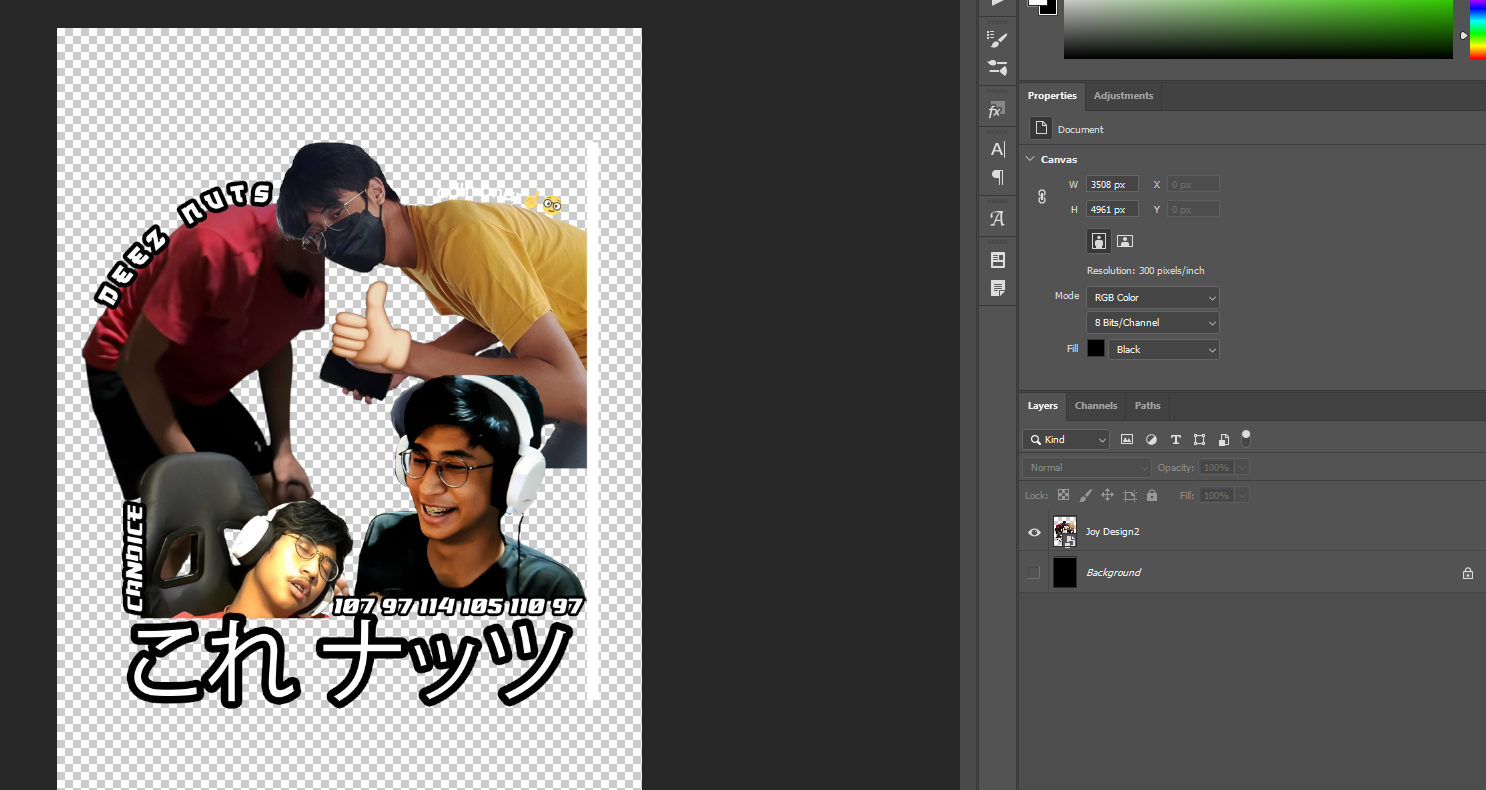 Properties
Adjustments
Document
Canvas
W 3508 px X 0 px
H 4961 px Y 0 px
Resolution: 300 pixels/inch
Mode RGB Color
8 Bits/Channel
Fill Black
Layers
Channels
Paths
Kind
Normal Opacity: 100%
Lock: Fill: 100%
Joy Design2
Background
DEEZ NUTS
CANDICE
107 97 114 105 110 97
これ ナッツ